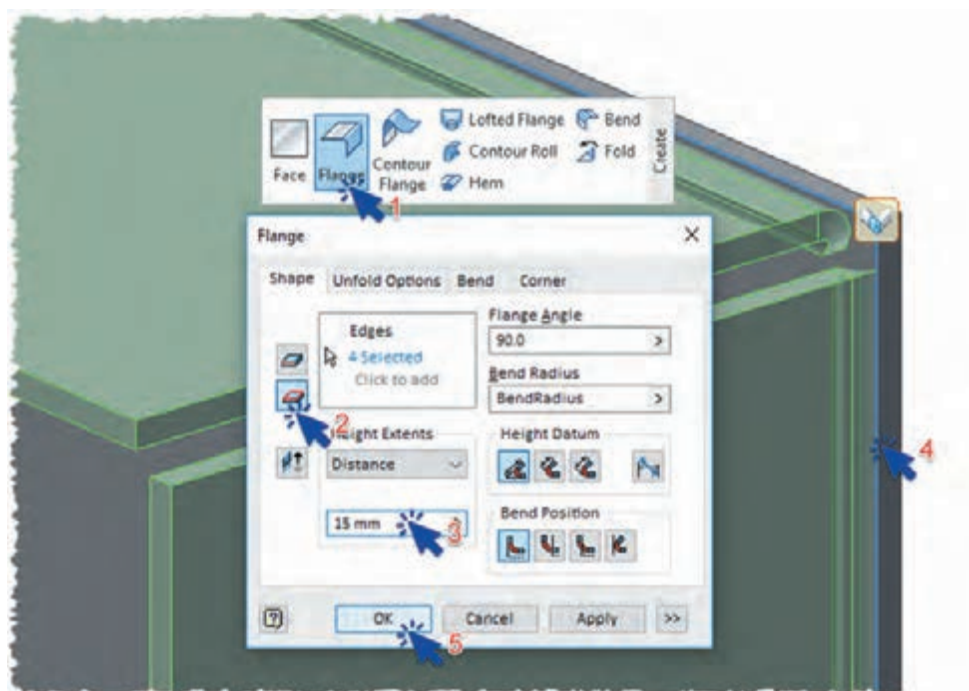 Face
Flange
Contour
Flange
Lofted Flange
Contour Roll
Hem
Bend
Fold
Create
1
Flange
Shape
Unfold Options
Bend
Corner
Edges
4 Selected
Click to add
2
Flange Angle
90.0
Bend Radius
BendRadius
Height Extents
Distance
15 mm
3
Height Datum
Bend Position
4
OK
Cancel
Apply
>>
5